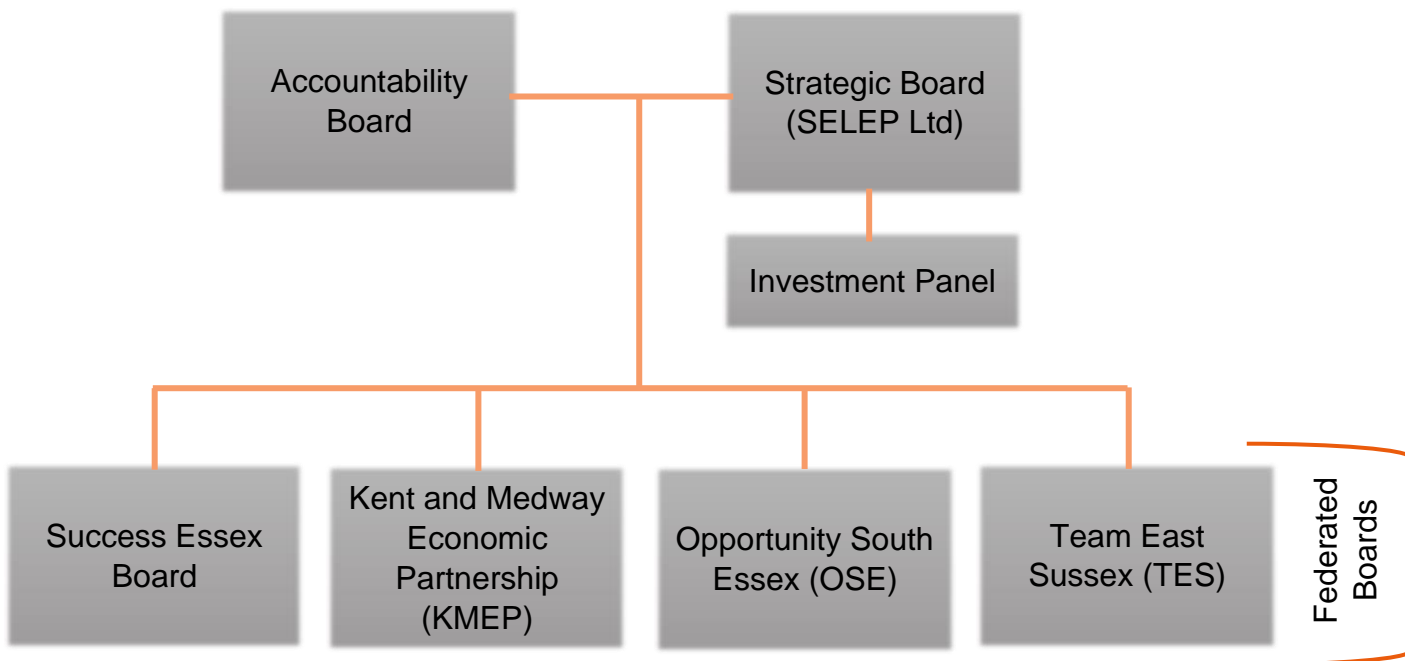 Accountability
Board
Strategic Board
(SELEP Ltd)
Investment Panel
Success Essex
Board
Kent and Medway
Economic
Partnership
(KMEP)
Opportunity South
Essex (OSE)
Team East
Sussex (TES)
Federated
Boards